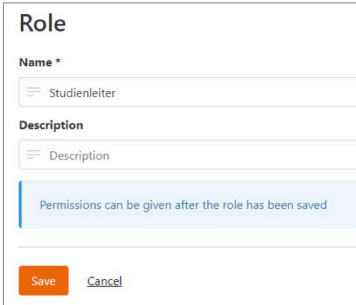 Role
Name *
Studienleiter
Description
Description
Permissions can be given after the role has been saved
Save Cancel